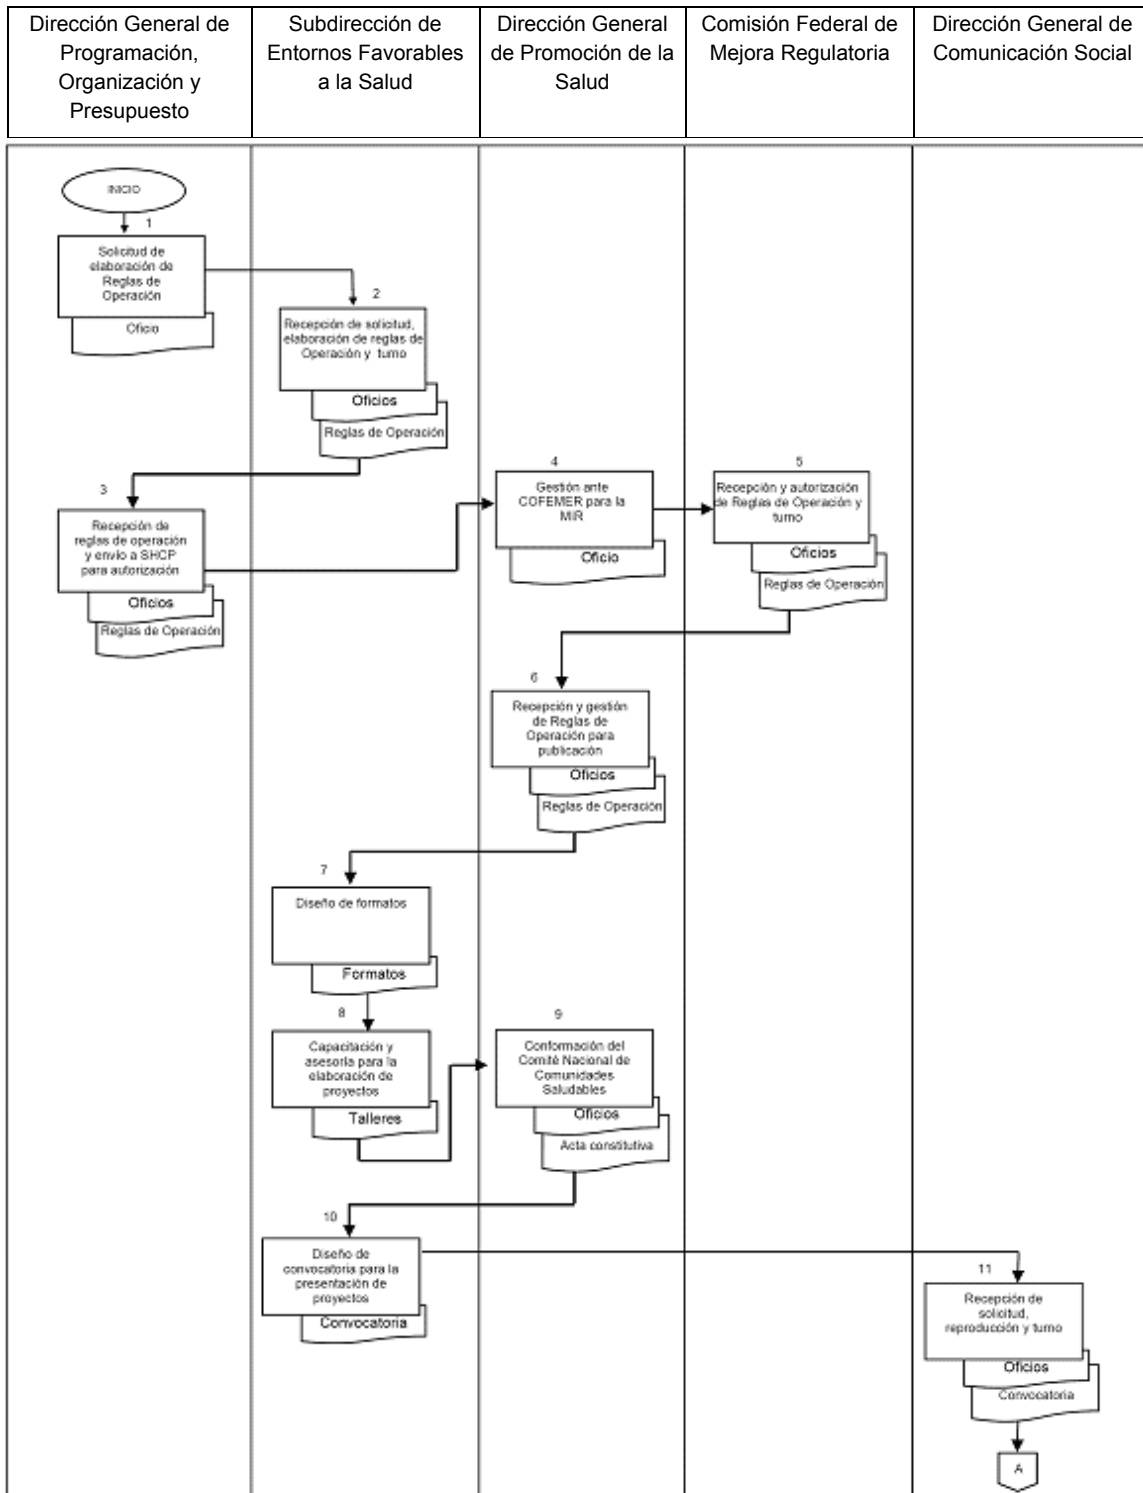 Dirección General de
Programación,
Organización y
Presupuesto
Subdirección de
Entornos Favorables
a la Salud
Dirección General
de Promoción de la
Salud
Comisión Federal de
Mejora Regulatoria
Dirección General de
Comunicación Social
INICIO
1
Solicitud de
elaboración de
Reglas de
Operación
Oficio
2
Recepción de solicitud,
elaboración de reglas de
Operación y turno
Oficios
Reglas de Operación
3
Recepción de
reglas de operación
y envío a SHCP
para autorización
Oficios
Reglas de Operación
4
Gestión ante
COFEMER para la
MIR
Oficio
5
Recepción y autorización
de Reglas de Operación y
turno
Oficios
Reglas de Operación
6
Recepción y gestión
de Reglas de
Operación para
publicación
Oficios
Reglas de Operación
7
Diseño de formatos
Formatos
8
Capacitación y
asesoría para la
elaboración de
proyectos
Talleres
9
Conformación del
Comité Nacional de
Comunidades
Saludables
Oficios
Acta constitutiva
10
Diseño de
convocatoria para la
presentación de
proyectos
Convocatoria
11
Recepción de
solicitud,
reproducción y turno
Oficios
Convocatoria
A